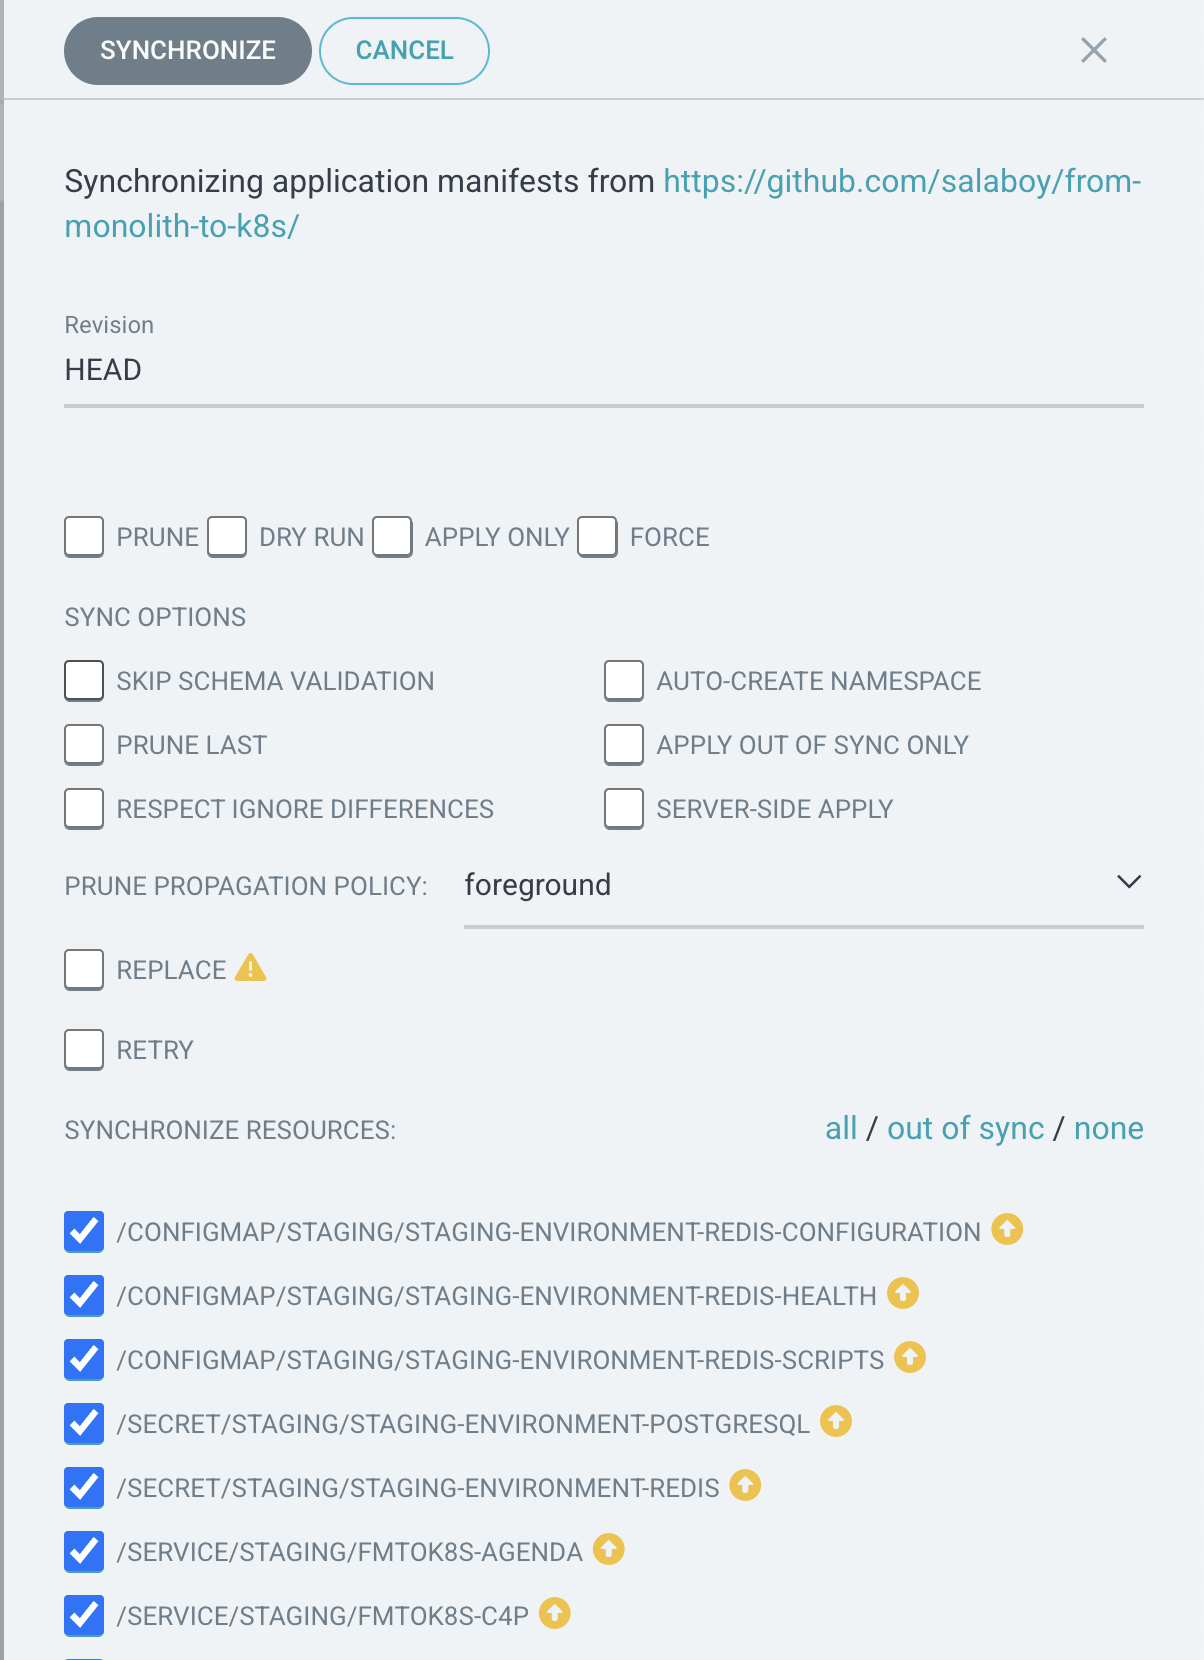 SYNCHRONIZE CANCEL
Synchronizing application manifests from https://github.com/salaboy/from-
monolith-to-k8s/
Revision
HEAD
PRUNE DRY RUN APPLY ONLY FORCE
SYNC OPTIONS
SKIP SCHEMA VALIDATION AUTO-CREATE NAMESPACE
PRUNE LAST APPLY OUT OF SYNC ONLY
RESPECT IGNORE DIFFERENCES SERVER-SIDE APPLY
PRUNE PROPAGATION POLICY: foreground
REPLACE
RETRY
SYNCHRONIZE RESOURCES: all / out of sync / none
/CONFIGMAP/STAGING/STAGING-ENVIRONMENT-REDIS-CONFIGURATION
/CONFIGMAP/STAGING/STAGING-ENVIRONMENT-REDIS-HEALTH
/CONFIGMAP/STAGING/STAGING-ENVIRONMENT-REDIS-SCRIPTS
/SECRET/STAGING/STAGING-ENVIRONMENT-POSTGRESQL
/SECRET/STAGING/STAGING-ENVIRONMENT-REDIS
/SERVICE/STAGING/FMTOK8S-AGENDA
/SERVICE/STAGING/FMTOK8S-C4P